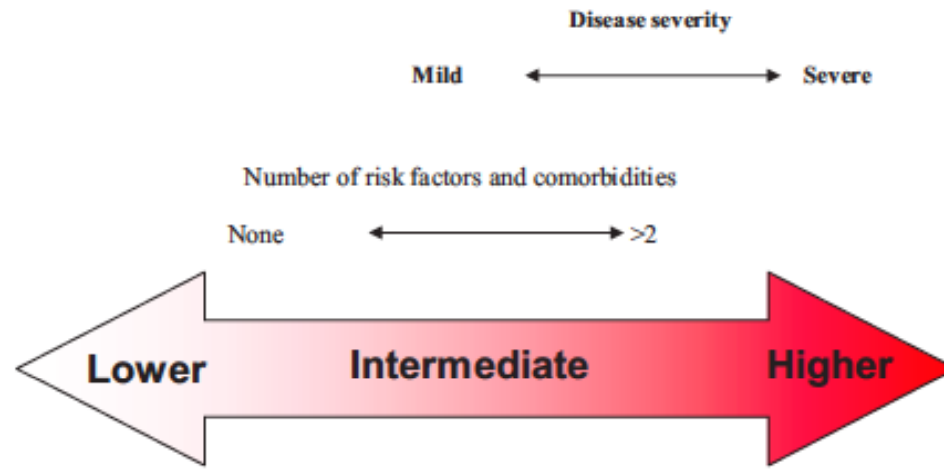 Disease severity
Mild Severe
Number of risk factors and comorbidities
None >2
Lower Intermediate Higher